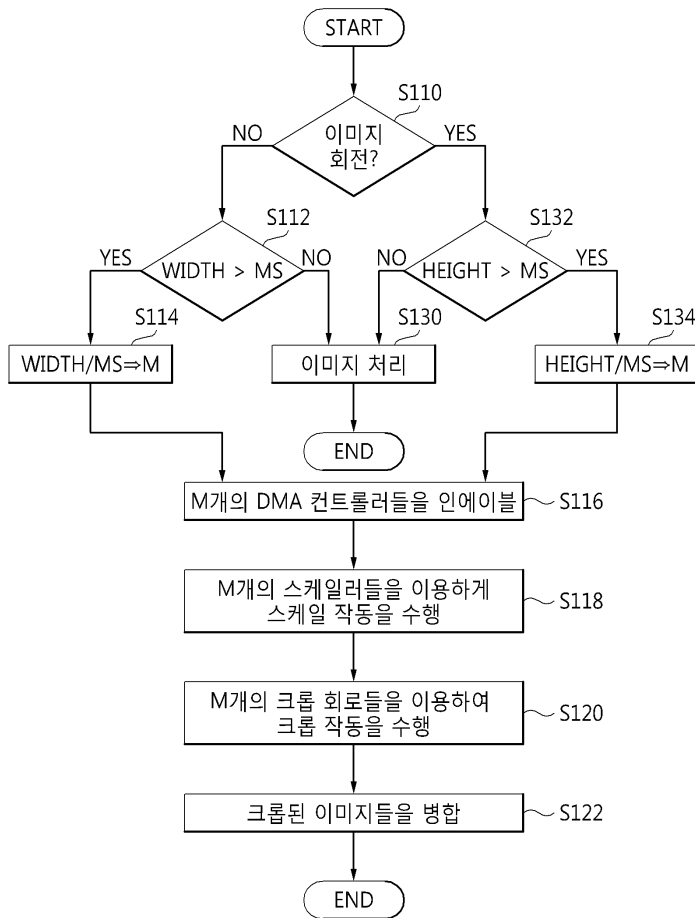 START
S110
이미지
회전?
NO
YES
S112
WIDTH > MS
YES
NO
S132
HEIGHT > MS
NO
YES
S114
WIDTH/MS⇒M
S130
이미지 처리
S134
HEIGHT/MS⇒M
END
M개의 DMA 컨트롤러들을 인에이블
S116
M개의 스케일러들을 이용하게
스케일 작동을 수행
S118
M개의 크롭 회로들을 이용하여
크롭 작동을 수행
S120
크롭된 이미지들을 병합
S122
END